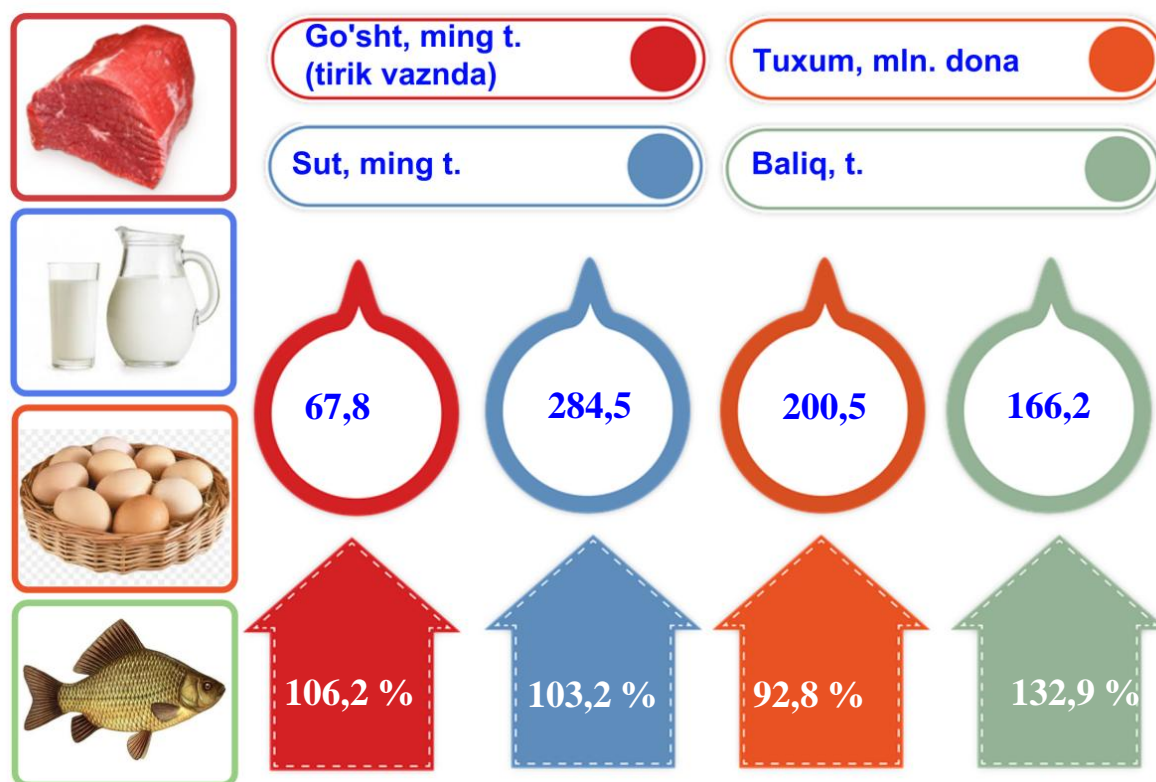 Go'sht, ming t.
(tirik vaznda)
Tuxum, mln. dona
Sut, ming t.
Baliq, t.
67,8
284,5
200,5
166,2
106,2 %
103,2 %
92,8 %
132,9 %